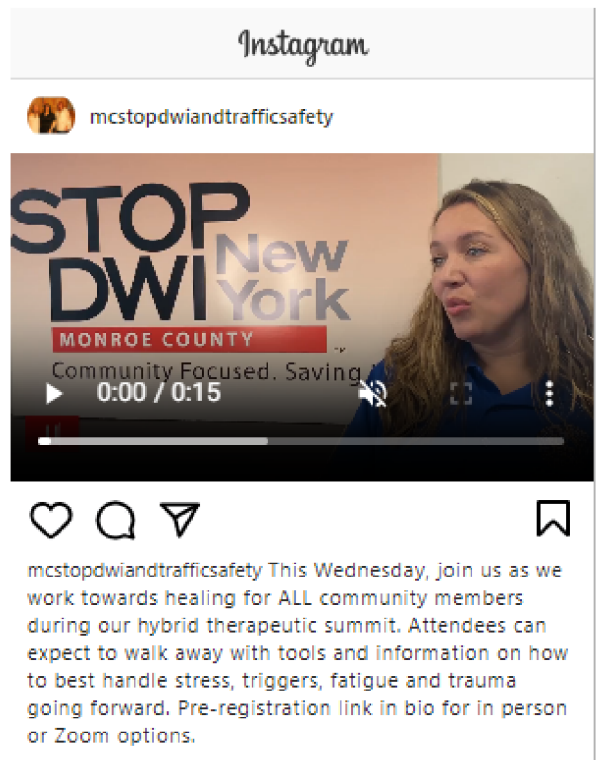 Instagram
mcstopdwiandtrafficsafety
STOP
DWI New
York
MONROE COUNTY
Community Focused. Saving
0:00 / 0:15
mcstopdwiandtrafficsafety This Wednesday, join us as we
work towards healing for ALL community members
during our hybrid therapeutic summit. Attendees can
expect to walk away with tools and information on how
to best handle stress, triggers, fatigue and trauma
going forward. Pre-registration link in bio for in person
or Zoom options.